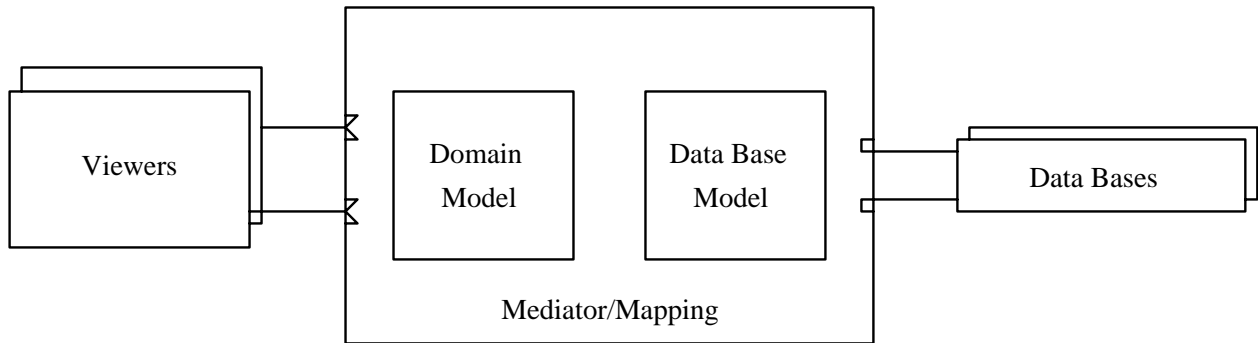 Viewers
Domain
Model
Data Base
Model
Data Bases
Mediator/Mapping